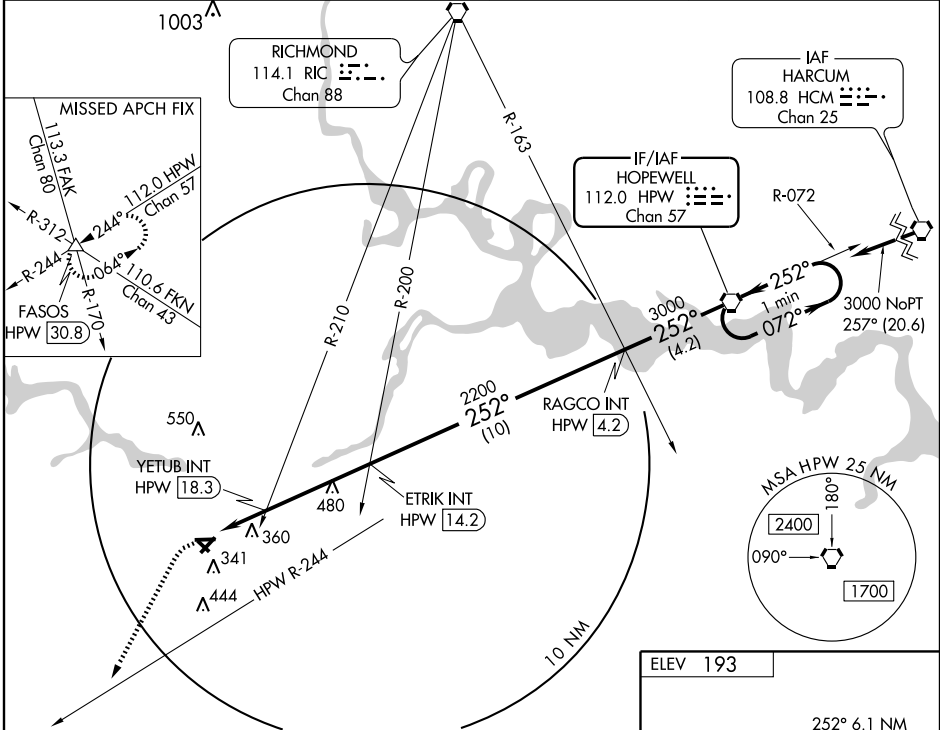 1003
RICHMOND
114.1 RIC
Chan 88
IAF
HARCUM
108.8 HCM
Chan 25
MISSED APCH FIX
113.3 FAK
Chan 80
112.0 HPW
Chan 57
R-312
244°
R-244
064°
R-170
110.6 FKN
Chan 43
FASOS
HPW 30.8
R-163
IF/IAF
HOPEWELL
112.0 HPW
Chan 57
R-072
252°
1 min
072°
3000 NoPT
257° (20.6)
R-210
R-200
3000
252°
(4.2)
RAGCO INT
HPW 4.2
2200
252°
(10)
550
YETUB INT
HPW 18.3
480
ETRIK INT
HPW 14.2
360
341
444
HPW R-244
10 NM
MSA HPW 25 NM
180°
2400
090°
1700
ELEV 193
252° 6.1 NM